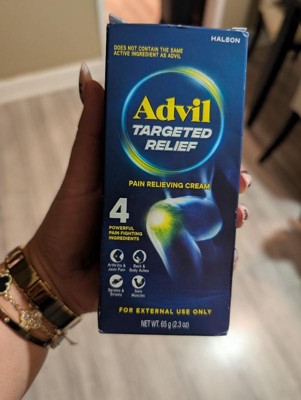 HALEON
DOES NOT CONTAIN THE SAME
ACTIVE INGREDIENT AS ADVIL
Advil
TARGETED
RELIEF
PAIN RELIEVING CREAM
4
POWERFUL
PAIN FIGHTING
INGREDIENTS
Arthritis &
Joint Pain
Back &
Body Aches
Sprains &
Strains
Sore
Muscles
FOR EXTERNAL USE ONLY
NET WT. 65 g (2.3 oz)